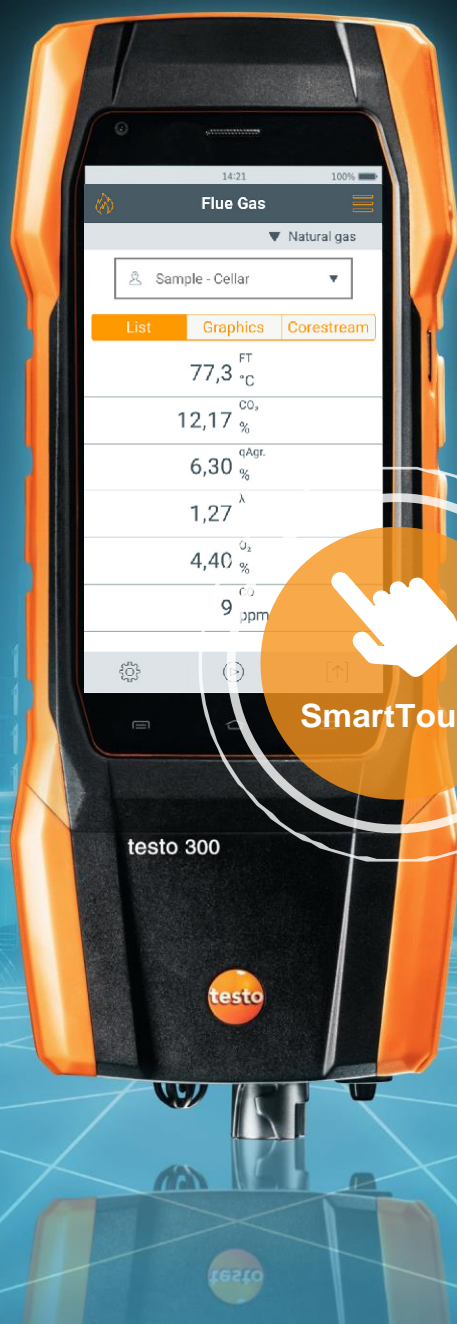 14:21 100%
Flue Gas
Natural gas
Sample - Cellar
List Graphics Corestream
77,3 FT °C
12,17 CO₂ %
6,30 qAgr. %
1,27 λ
4,40 O₂ %
9 CO ppm
SmartTou
testo 300
testo